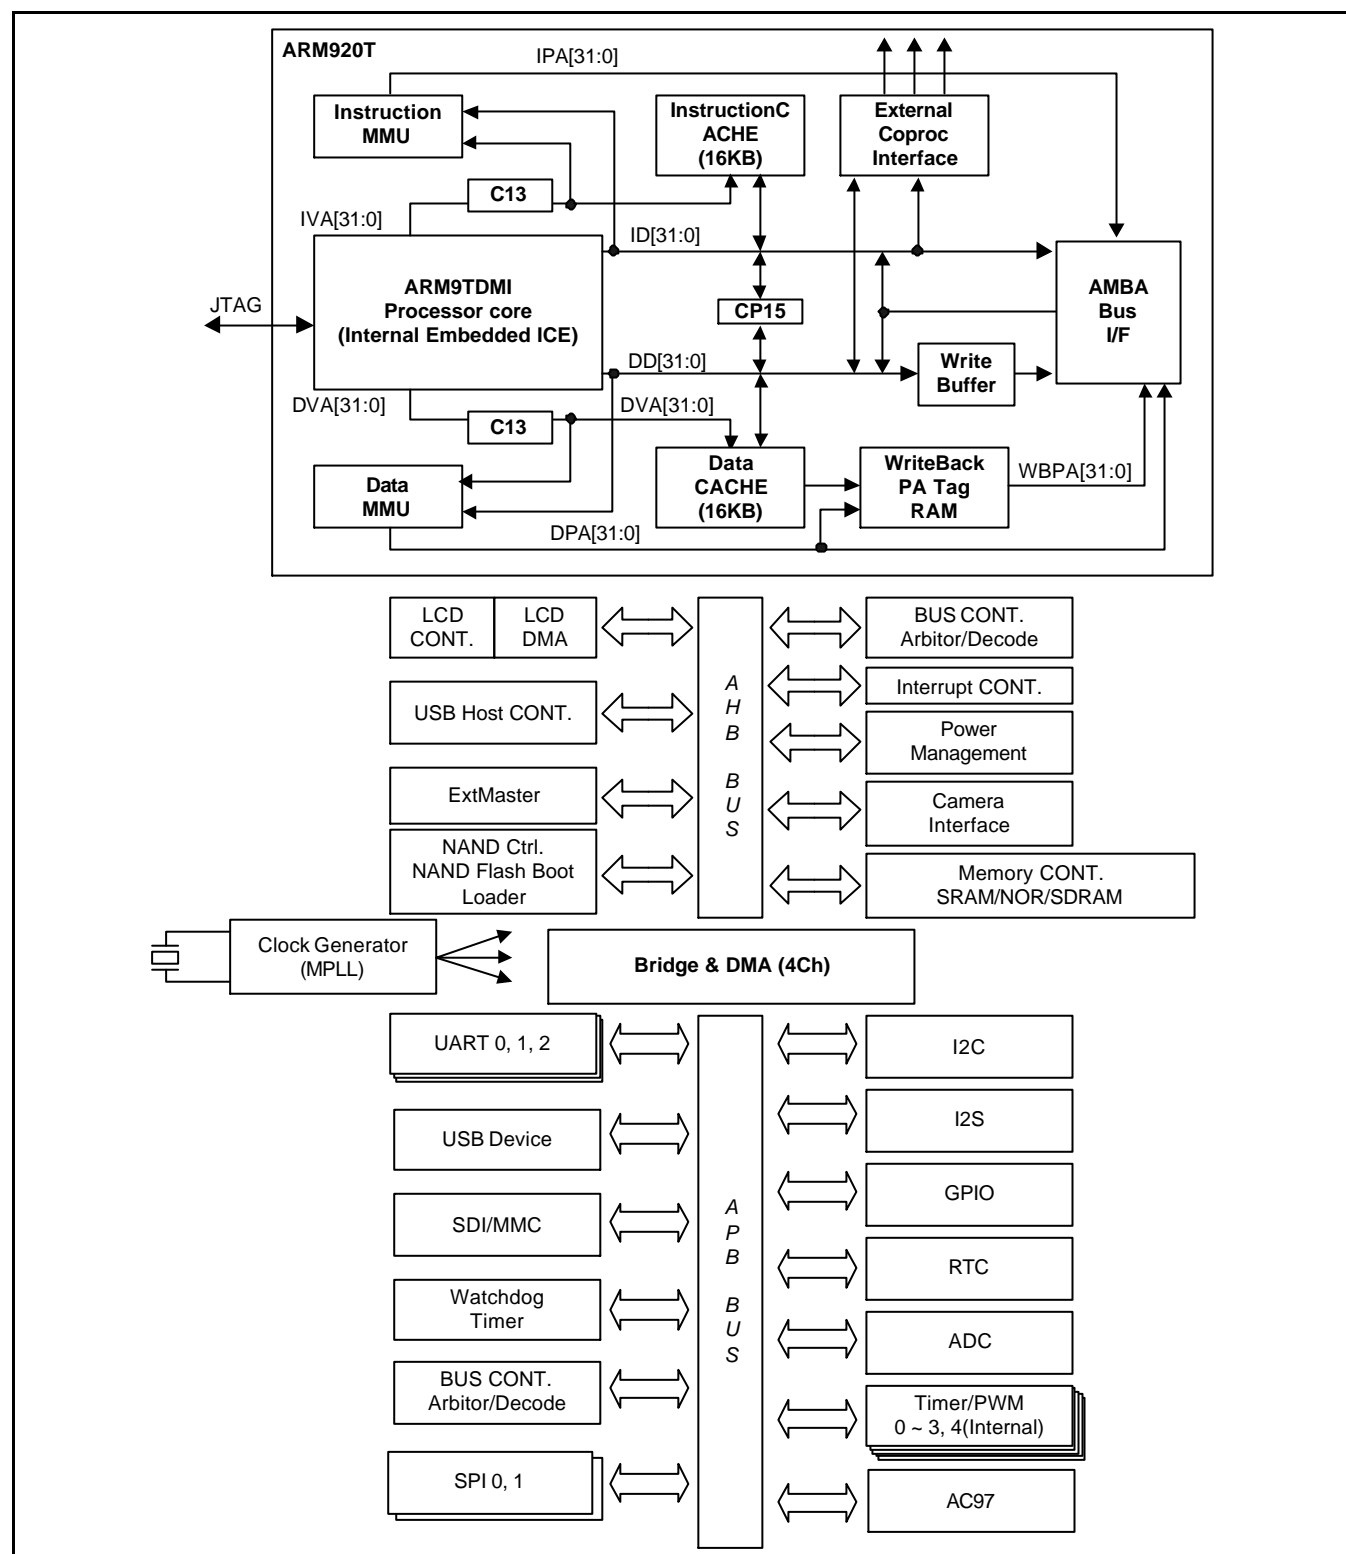 ARM920T
IPA[31:0]
Instruction
MMU
InstructionC
ACHE
(16KB)
External
Coproc
Interface
C13
IVA[31:0]
ID[31:0]
ARM9TDMI
Processor core
(Internal Embedded ICE)
JTAG
CP15
AMBA
Bus
I/F
DD[31:0]
Write
Buffer
DVA[31:0]
C13
DVA[31:0]
Data
MMU
Data
CACHE
(16KB)
WriteBack
PA Tag
RAM
WBPA[31:0]
DPA[31:0]
LCD
CONT.
LCD
DMA
BUS CONT.
Arbitor/Decode
USB Host CONT.
Interrupt CONT.
Power
Management
ExtMaster
Camera
Interface
NAND Ctrl.
NAND Flash Boot
Loader
Memory CONT.
SRAM/NOR/SDRAM
A
H
B
B
U
S
Clock Generator
(MPLL)
Bridge & DMA (4Ch)
UART 0, 1, 2
I2C
USB Device
I2S
SDI/MMC
GPIO
Watchdog
Timer
RTC
BUS CONT.
Arbitor/Decode
ADC
SPI 0, 1
Timer/PWM
0 ~ 3, 4(Internal)
AC97
A
P
B
B
U
S